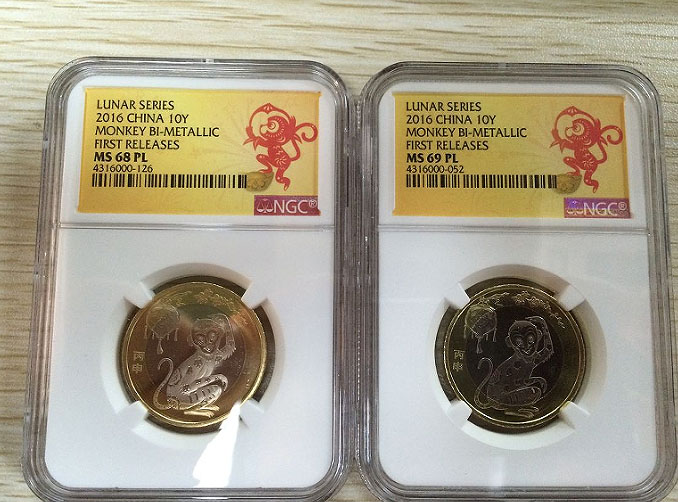 LUNAR SERIES
2016 CHINA 10Y
MONKEY BI-METALLIC
FIRST RELEASES
MS 68 PL
4316000-126
NGC®
丙
申
LUNAR SERIES
2016 CHINA 10Y
MONKEY BI-METALLIC
FIRST RELEASES
MS 69 PL
4316000-052
NGC®
丙
申